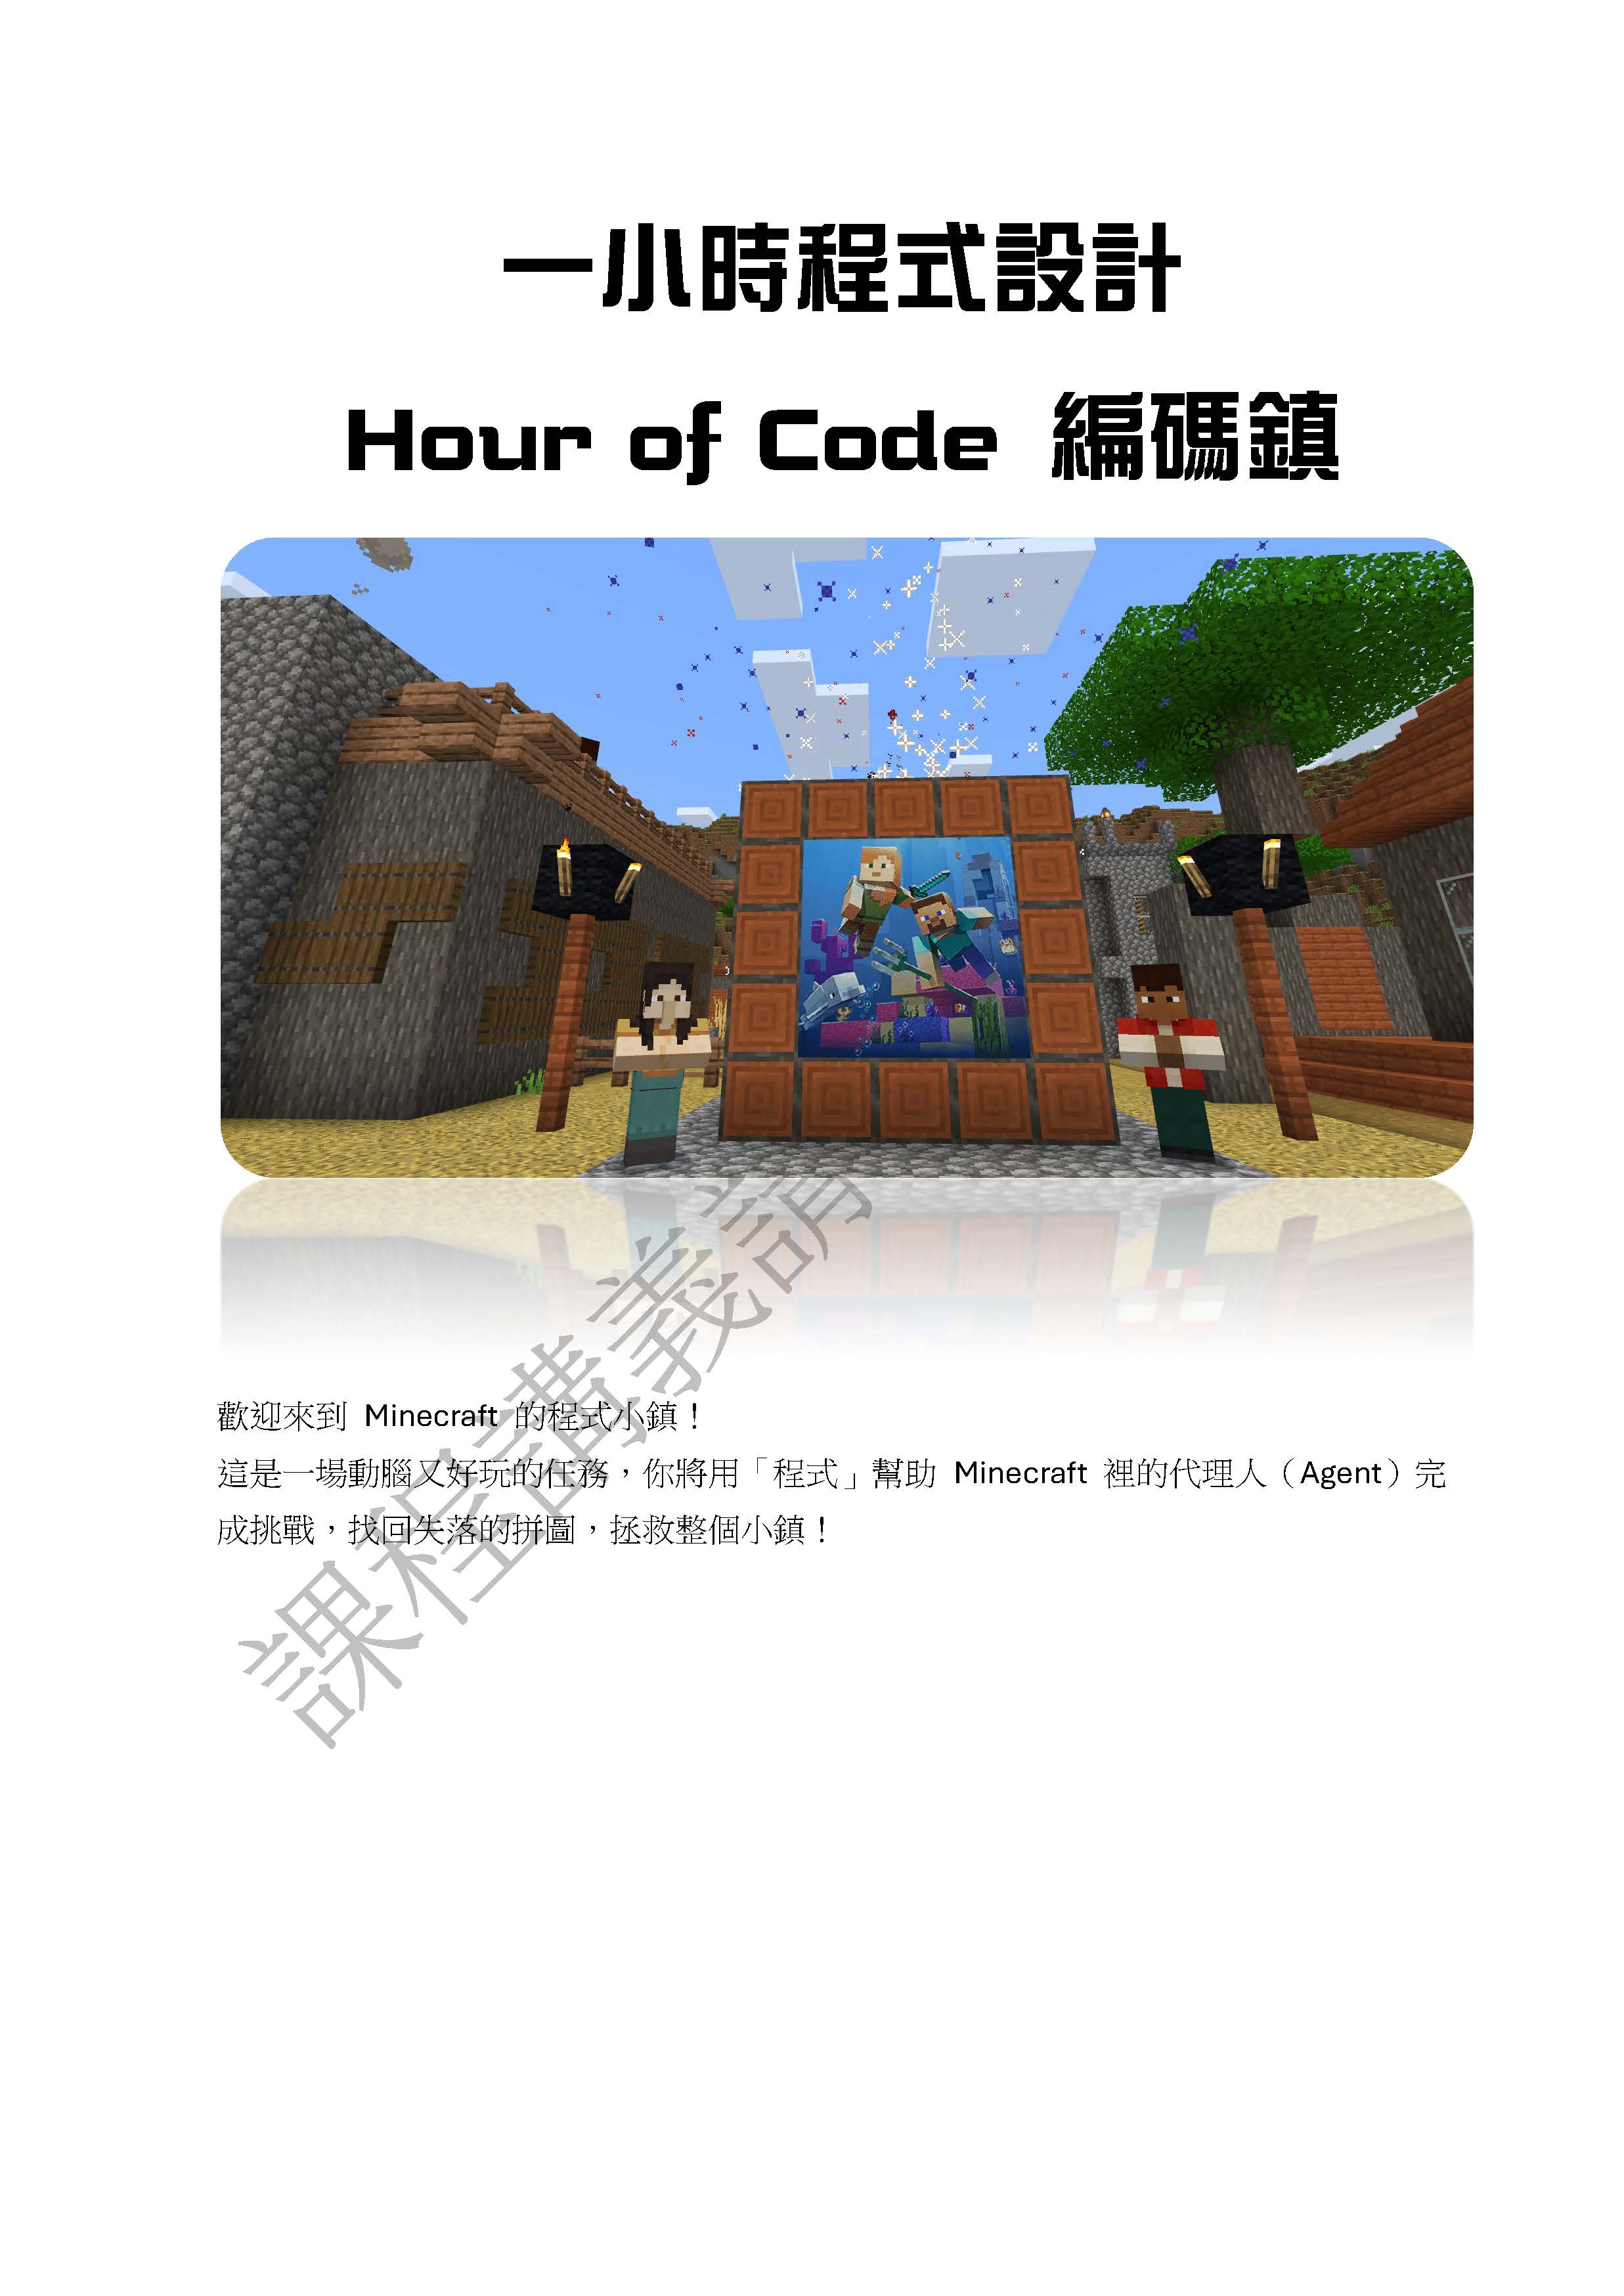 一小時程式設計
Hour of Code 編碼鎮
歡迎來到 Minecraft 的程式小鎮！
這是一場動腦又好玩的任務，你將用「程式」幫助 Minecraft 裡的代理人（Agent）完
成挑戰，找回失落的拼圖，拯救整個小鎮！
課程講義請